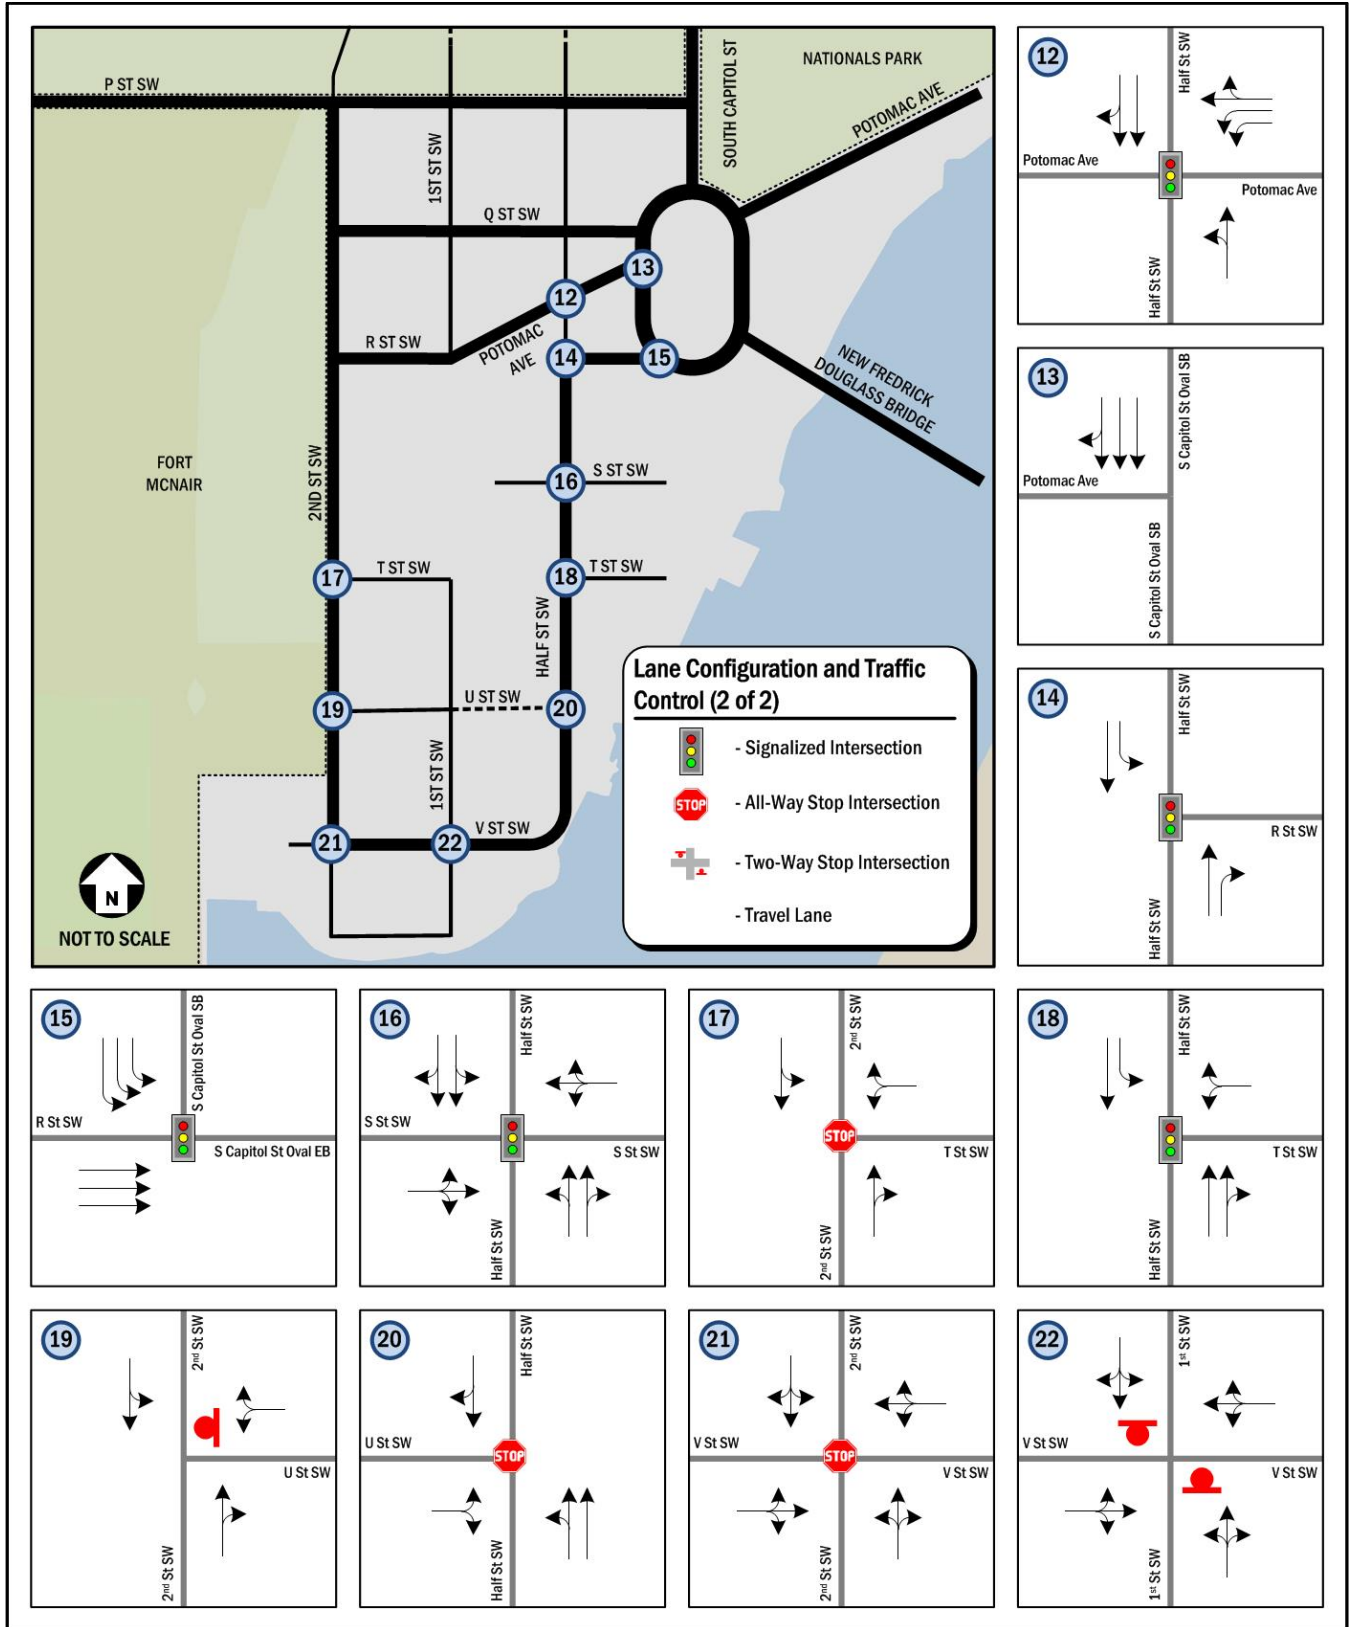 P ST SW
1ST ST SW
SOUTH CAPITOL ST
NATIONALS PARK
POTOMAC AVE
Q ST SW
13
12
R ST SW
POTOMAC
AVE
14
15
NEW FREDRICK
DOUGLASS BRIDGE
FORT
MCNAIR
2ND ST SW
16
S ST SW
17
T ST SW
18
T ST SW
HALF ST SW
19
U ST SW
20
1ST ST SW
21
22
V ST SW
N
NOT TO SCALE
Lane Configuration and Traffic
Control (2 of 2)
- Signalized Intersection
STOP
- All-Way Stop Intersection
- Two-Way Stop Intersection
- Travel Lane
12
Half St SW
Potomac Ave
Potomac Ave
Half St SW
13
S Capitol St Oval SB
Potomac Ave
S Capitol St Oval SB
14
Half St SW
R St SW
Half St SW
15
S Capitol St Oval SB
R St SW
S Capitol St Oval EB
16
Half St SW
S St SW
S St SW
Half St SW
17
2nd St SW
STOP
T St SW
2nd St SW
18
Half St SW
T St SW
Half St SW
19
2nd St SW
U St SW
2nd St SW
20
Half St SW
U St SW
STOP
Half St SW
21
2nd St SW
V St SW
STOP
V St SW
2nd St SW
22
1st St SW
V St SW
V St SW
1st St SW